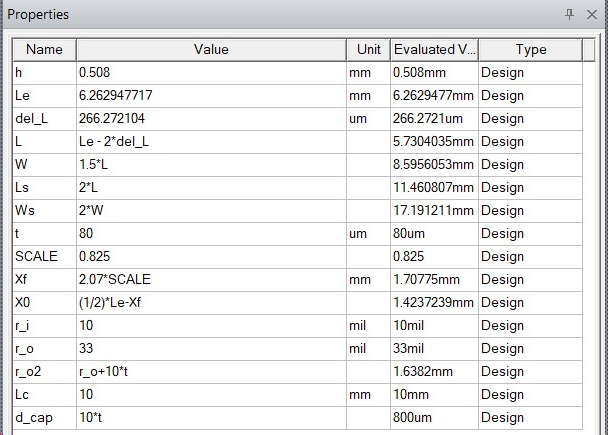 Properties
Name Value Unit Evaluated V... Type
h 0.508 mm 0.508mm Design
Le 6.262947717 mm 6.2629477mm Design
del_L 266.272104 um 266.2721um Design
L Le - 2*del_L 5.7304035mm Design
W 1.5*L 8.5956053mm Design
Ls 2*L 11.460807mm Design
Ws 2*W 17.191211mm Design
t 80 um 80um Design
SCALE 0.825 0.825 Design
Xf 2.07*SCALE mm 1.70775mm Design
X0 (1/2)*Le-Xf 1.4237239mm Design
r_i 10 mil 10mil Design
r_o 33 mil 33mil Design
r_o2 r_o+10*t 1.6382mm Design
Lc 10 mm 10mm Design
d_cap 10*t 800um Design